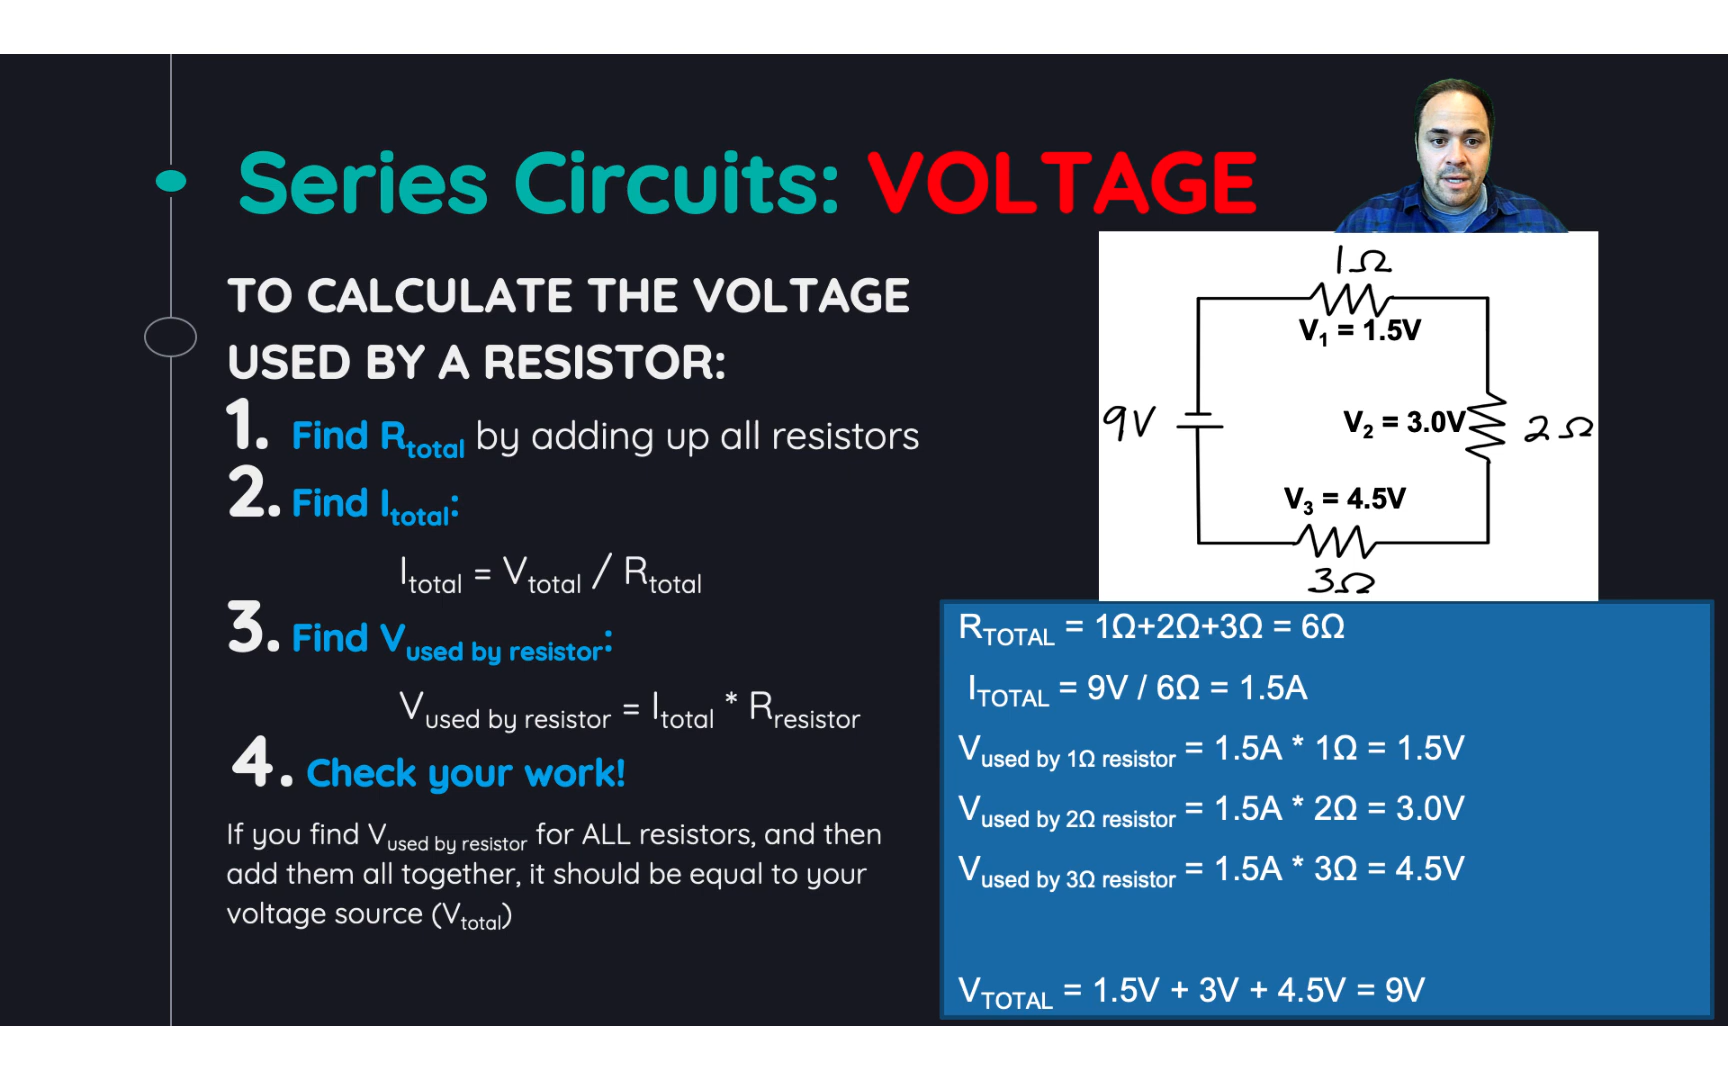 Series Circuits: VOLTAGE
TO CALCULATE THE VOLTAGE
USED BY A RESISTOR:
1. Find Rtotal by adding up all resistors
2. Find Itotal:
Itotal = Vtotal / Rtotal
3. Find Vused by resistor:
Vused by resistor = Itotal * Rresistor
4. Check your work!
If you find Vused by resistor for ALL resistors, and then
add them all together, it should be equal to your
voltage source (Vtotal)
1Ω
V1 = 1.5V
9V
V2 = 3.0V
2Ω
V3 = 4.5V
3Ω
RTOTAL = 1Ω+2Ω+3Ω = 6Ω
ITOTAL = 9V / 6Ω = 1.5A
Vused by 1Ω resistor = 1.5A * 1Ω = 1.5V
Vused by 2Ω resistor = 1.5A * 2Ω = 3.0V
Vused by 3Ω resistor = 1.5A * 3Ω = 4.5V
VTOTAL = 1.5V + 3V + 4.5V = 9V